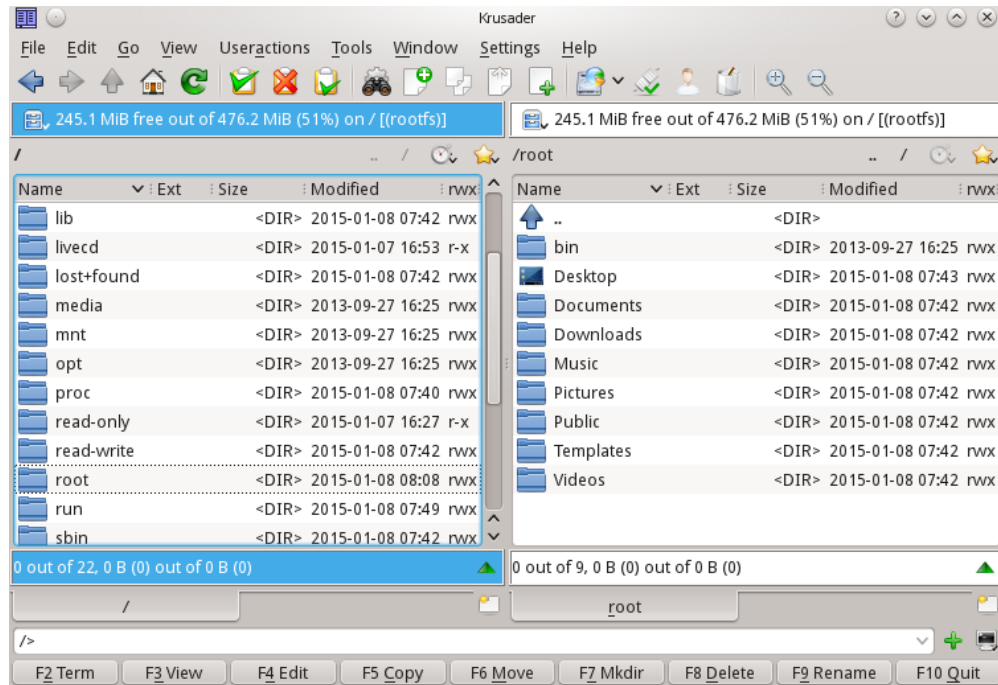 Krusader
File Edit Go View Useractions Tools Window Settings Help
245.1 MiB free out of 476.2 MiB (51%) on / [(rootfs)]
/ .. /
Name Ext Size Modified rwx
lib <DIR> 2015-01-08 07:42 rwx
livecd <DIR> 2015-01-07 16:53 r-x
lost+found <DIR> 2015-01-08 07:42 rwx
media <DIR> 2013-09-27 16:25 rwx
mnt <DIR> 2013-09-27 16:25 rwx
opt <DIR> 2013-09-27 16:25 rwx
proc <DIR> 2015-01-08 07:40 rwx
read-only <DIR> 2015-01-07 16:27 r-x
read-write <DIR> 2015-01-08 07:42 rwx
root <DIR> 2015-01-08 08:08 rwx
run <DIR> 2015-01-08 07:49 rwx
sbin <DIR> 2015-01-08 07:42 rwx
0 out of 22, 0 B (0) out of 0 B (0)
/
245.1 MiB free out of 476.2 MiB (51%) on / [(rootfs)]
/root .. /
Name Ext Size Modified rwx
.. <DIR>
bin <DIR> 2013-09-27 16:25 rwx
Desktop <DIR> 2015-01-08 07:43 rwx
Documents <DIR> 2015-01-08 07:42 rwx
Downloads <DIR> 2015-01-08 07:42 rwx
Music <DIR> 2015-01-08 07:42 rwx
Pictures <DIR> 2015-01-08 07:42 rwx
Public <DIR> 2015-01-08 07:42 rwx
Templates <DIR> 2015-01-08 07:42 rwx
Videos <DIR> 2015-01-08 07:42 rwx
0 out of 9, 0 B (0) out of 0 B (0)
root
/>
F2 Term F3 View F4 Edit F5 Copy F6 Move F7 Mkdir F8 Delete F9 Rename F10 Quit